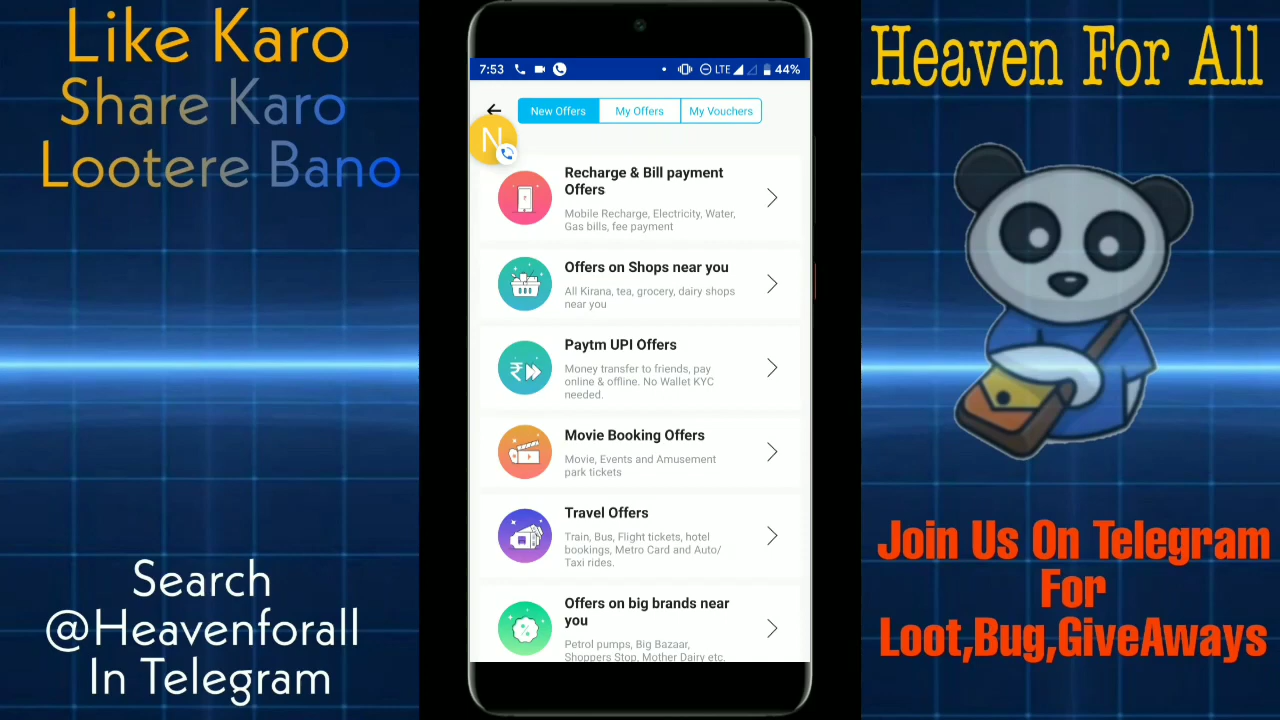 Like Karo
Share Karo
Lootere Bano
Search
@Heavenforall
In Telegram
7:53
LTE
44%
New Offers
My Offers
My Vouchers
N
Recharge & Bill payment
Offers
Mobile Recharge, Electricity, Water,
Gas bills, fee payment
Offers on Shops near you
All Kirana, tea, grocery, dairy shops
near you
Paytm UPI Offers
Money transfer to friends, pay
online & offline. No Wallet KYC
needed.
Movie Booking Offers
Movie, Events and Amusement
park tickets
Travel Offers
Train, Bus, Flight tickets, hotel
bookings, Metro Card and Auto/
Taxi rides.
Offers on big brands near
you
Petrol pumps, Big Bazaar,
Shoppers Stop, Mother Dairy etc.
Heaven For All
Join Us On Telegram
For
Loot,Bug,GiveAways